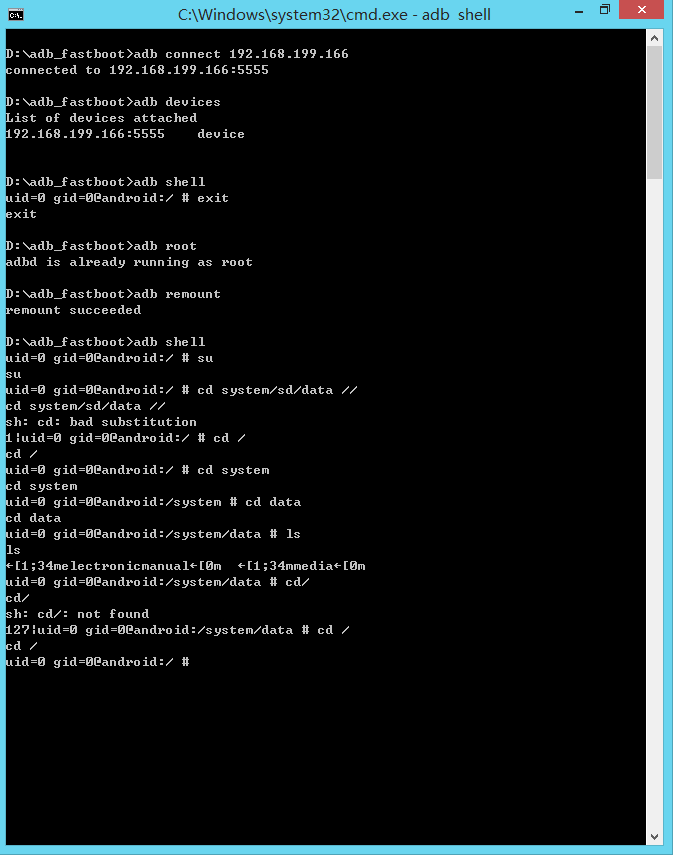 C:\Windows\system32\cmd.exe - adb  shell
D:\adb_fastboot>adb connect 192.168.199.166
connected to 192.168.199.166:5555
D:\adb_fastboot>adb devices
List of devices attached
192.168.199.166:5555    device
D:\adb_fastboot>adb shell
uid=0 gid=0@android:/ # exit
exit
D:\adb_fastboot>adb root
adbd is already running as root
D:\adb_fastboot>adb remount
remount succeeded
D:\adb_fastboot>adb shell
uid=0 gid=0@android:/ # su
su
uid=0 gid=0@android:/ # cd system/sd/data //
cd system/sd/data //
sh: cd: bad substitution
1|uid=0 gid=0@android:/ # cd /
cd /
uid=0 gid=0@android:/ # cd system
cd system
uid=0 gid=0@android:/system # cd data
cd data
uid=0 gid=0@android:/system/data # ls
ls
←[1;34melectronicmanual←[0m  ←[1;34mmedia←[0m
uid=0 gid=0@android:/system/data # cd/
cd/
sh: cd/: not found
127|uid=0 gid=0@android:/system/data # cd /
cd /
uid=0 gid=0@android:/ #